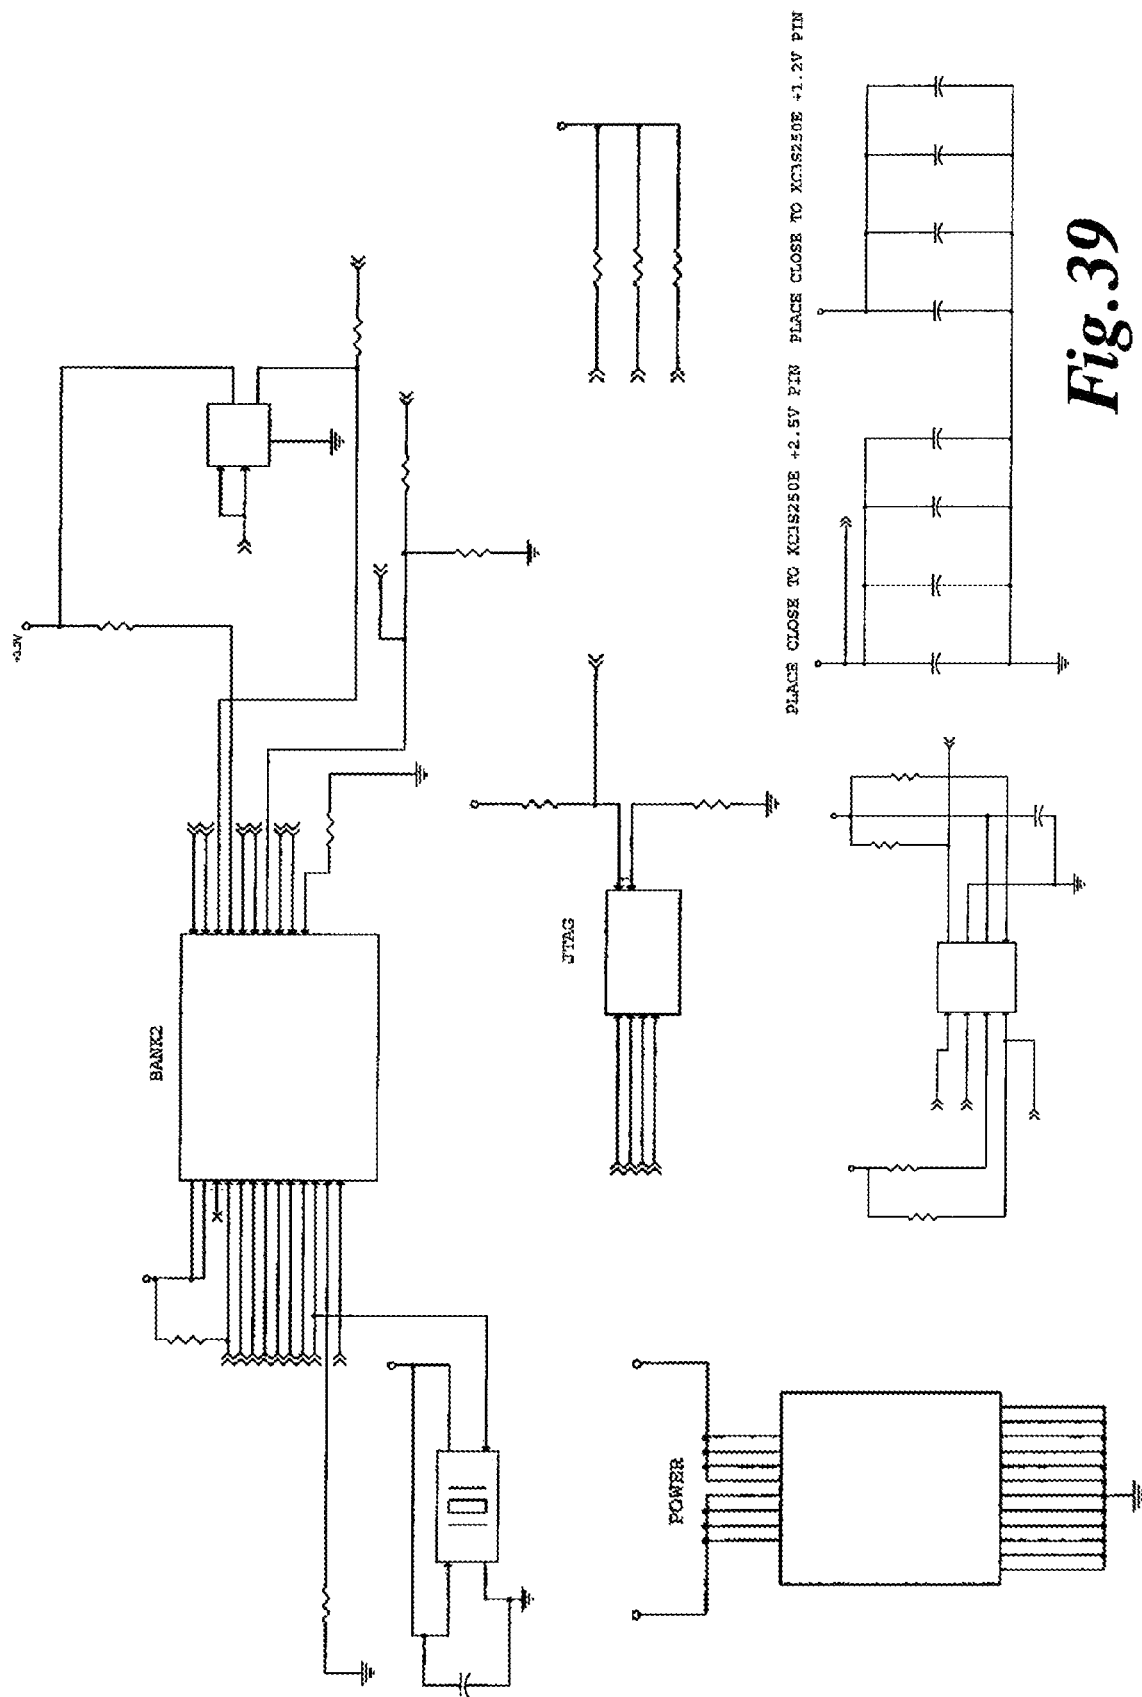 +3.3V
BANK2
JTAG
POWER
PLACE CLOSE TO XC3S250E +2.5V PIN
PLACE CLOSE TO XC3S250E +1.2V PIN
Fig.39